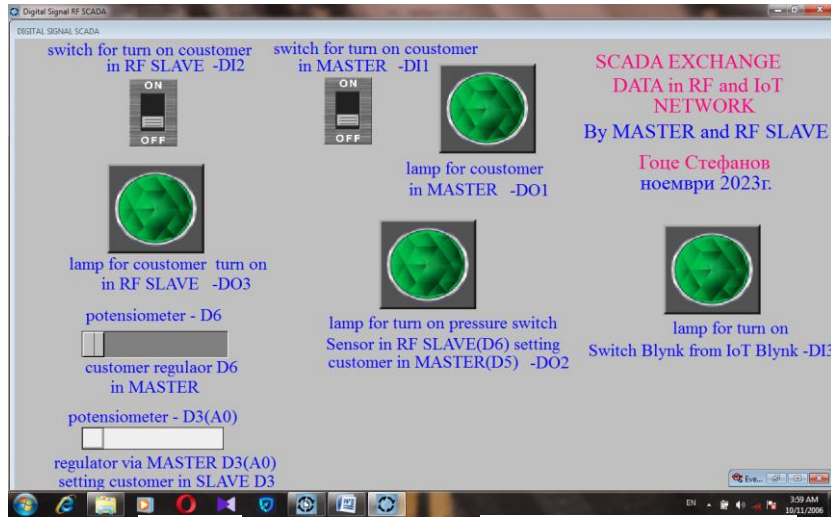 Digital Signal RF SCADA
DIGITAL SIGNAL SCADA
switch for turn on coustomer
in RF SLAVE -DI2
ON
OFF
switch for turn on coustomer
in MASTER -DI1
ON
OFF
lamp for coustomer
in MASTER -DO1
SCADA EXCHANGE
DATA in RF and IoT
NETWORK
By MASTER and RF SLAVE
Гоце Стефанов
ноември 2023г.
lamp for coustomer turn on
in RF SLAVE -DO3
lamp for turn on pressure switch
Sensor in RF SLAVE(D6) setting
customer in MASTER(D5) -DO2
lamp for turn on
Switch Blynk from IoT Blynk -DI3
potensiometer - D6
customer regulaor D6
in MASTER
potensiometer - D3(A0)
regulator via MASTER D3(A0)
setting customer in SLAVE D3
Eve...
EN
3:59 AM
10/11/2006